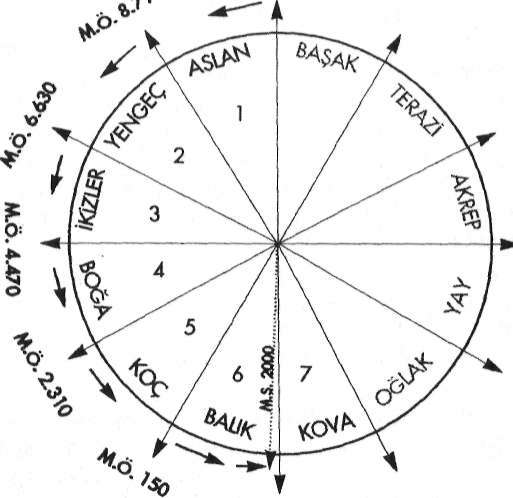 M.Ö. 8.7
ASLAN
BAŞAK
TERAZİ
AKREP
YAY
OĞLAK
KOVA
BALIK
KOÇ
BOĞA
İKİZLER
YENGEÇ
1
2
3
4
5
6
7
M.Ö. 6.630
M.Ö. 4.470
M.Ö. 2.310
M.Ö. 150
M.S. 2000